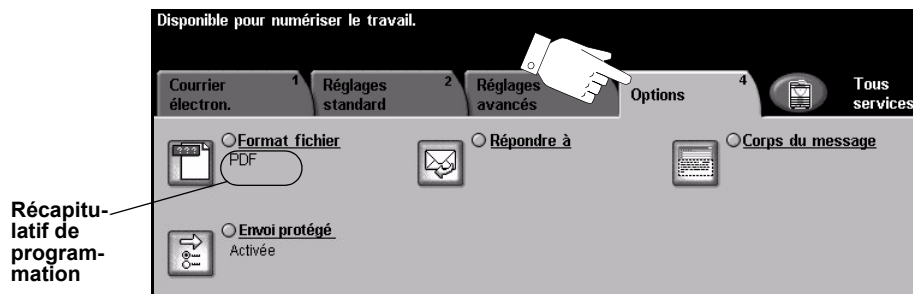 Disponible pour numériser le travail.
Courrier électron.
1
Réglages standard
2
Réglages avancés
Options
4
Tous services
Format fichier
PDF
Répondre à
Corps du message
Envoi protégé
Activée
Récapitu-
latif de
program-
mation